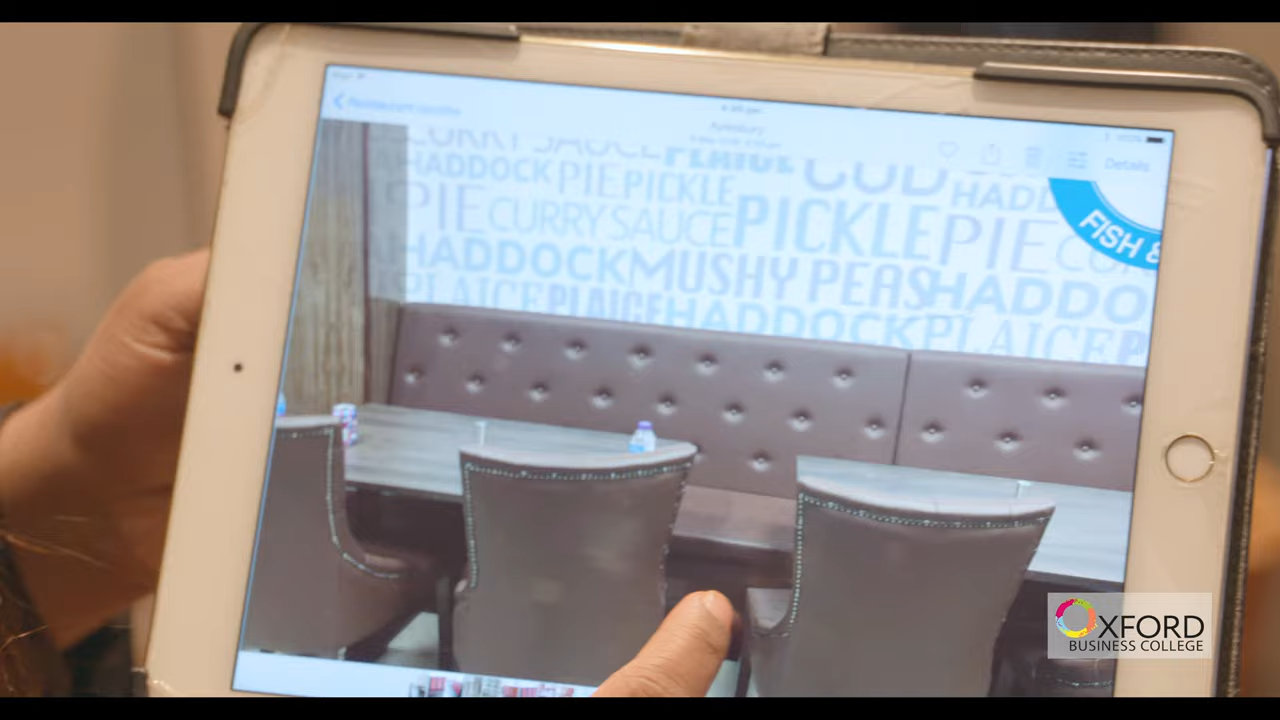 Details
CURRY SAUCE PLAICE COD HADD
HADDOCK PIE PICKLE
PIE CURRY SAUCE PICKLE PIE
HADDOCK MUSHY PEAS HADDO
PLAICE PLAICE HADDOCK PLAICE P
FISH &
OXFORD
BUSINESS COLLEGE